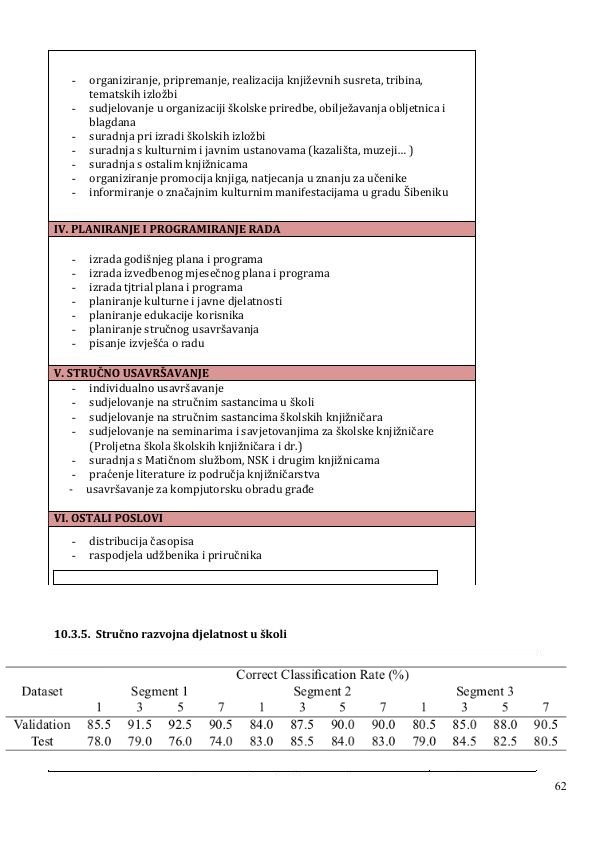 - organiziranje, pripremanje, realizacija književnih susreta, tribina,
tematskih izložbi
- sudjelovanje u organizaciji školske priredbe, obilježavanja obljetnica i
blagdana
- suradnja pri izradi školskih izložbi
- suradnja s kulturnim i javnim ustanovama (kazališta, muzeji... )
- suradnja s ostalim knjižnicama
- organiziranje promocija knjiga, natjecanja u znanju za učenike
- informiranje o značajnim kulturnim manifestacijama u gradu Šibeniku
IV. PLANIRANJE I PROGRAMIRANJE RADA
- izrada godišnjeg plana i programa
- izrada izvedbenog mjesečnog plana i programa
- izrada tjtrial plana i programa
- planiranje kulturne i javne djelatnosti
- planiranje edukacije korisnika
- planiranje stručnog usavršavanja
- pisanje izvješća o radu
V. STRUČNO USAVRŠAVANJE
- individualno usavršavanje
- sudjelovanje na stručnim sastancima u školi
- sudjelovanje na stručnim sastancima školskih knjižničara
- sudjelovanje na seminarima i savjetovanjima za školske knjižničare
(Proljetna škola školskih knjižničara i dr.)
- suradnja s Matičnom službom, NSK i drugim knjižnicama
- praćenje literature iz područja knjižničarstva
- usavršavanje za kompjutorsku obradu građe
VI. OSTALI POSLOVI
- distribucija časopisa
- raspodjela udžbenika i priručnika
10.3.5. Stručno razvojna djelatnost u školi
Correct Classification Rate (%)
Dataset Segment 1 Segment 2 Segment 3
1 3 5 7 1 3 5 7 1 3 5 7
Validation 85.5 91.5 92.5 90.5 84.0 87.5 90.0 90.0 80.5 85.0 88.0 90.5
Test 78.0 79.0 76.0 74.0 83.0 85.5 84.0 83.0 79.0 84.5 82.5 80.5
62